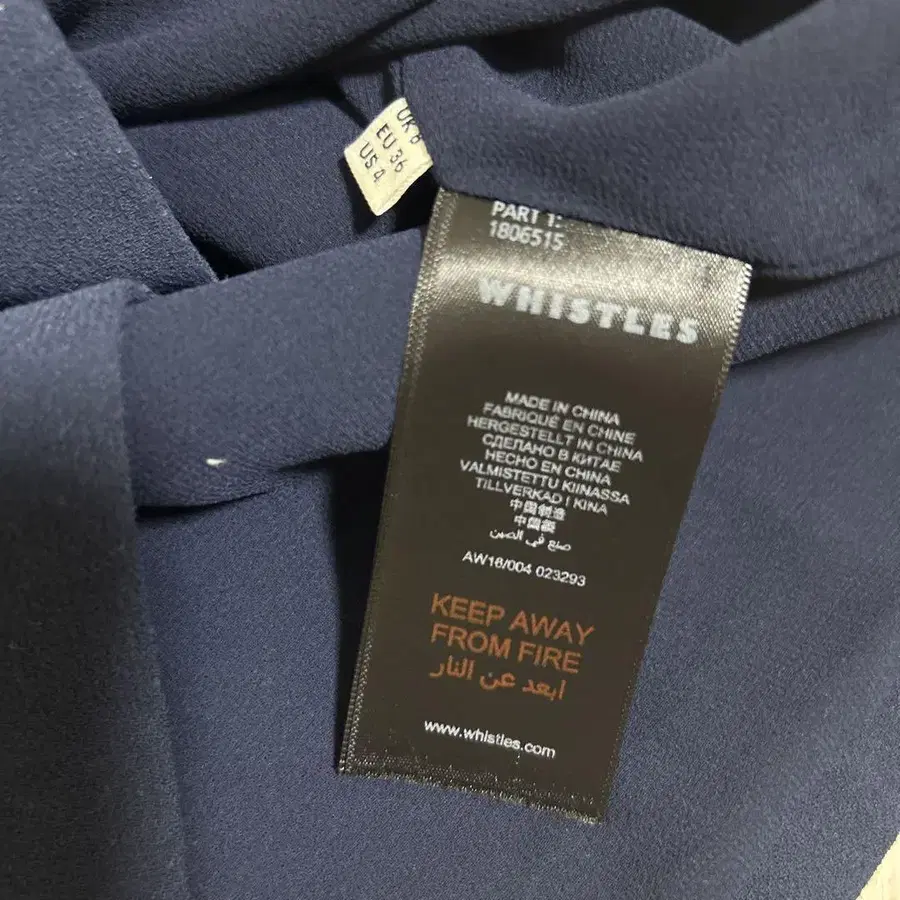 UK 8
EU 36
US 4
PART 1:
1806515
WHISTLES
MADE IN CHINA
FABRIQUÉ EN CHINE
HERGESTELLT IN CHINA
СДЕЛАНО В КИТАЕ
HECHO EN CHINA
VALMISTETTU KIINASSA
TILLVERKAD I KINA
中国制造
中國製
صنع في الصين
AW18/004 023293
KEEP AWAY
FROM FIRE
ابعد عن النار
www.whistles.com